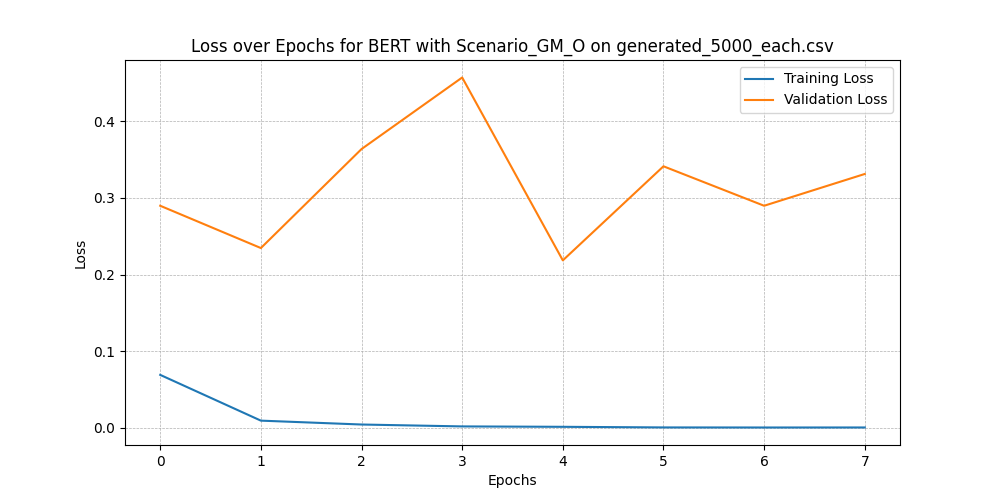 Loss over Epochs for BERT with Scenario_GM_O on generated_5000_each.csv
Training Loss
Validation Loss
0.4
0.3
0.2
0.1
0.0
Loss
0 1 2 3 4 5 6 7
Epochs